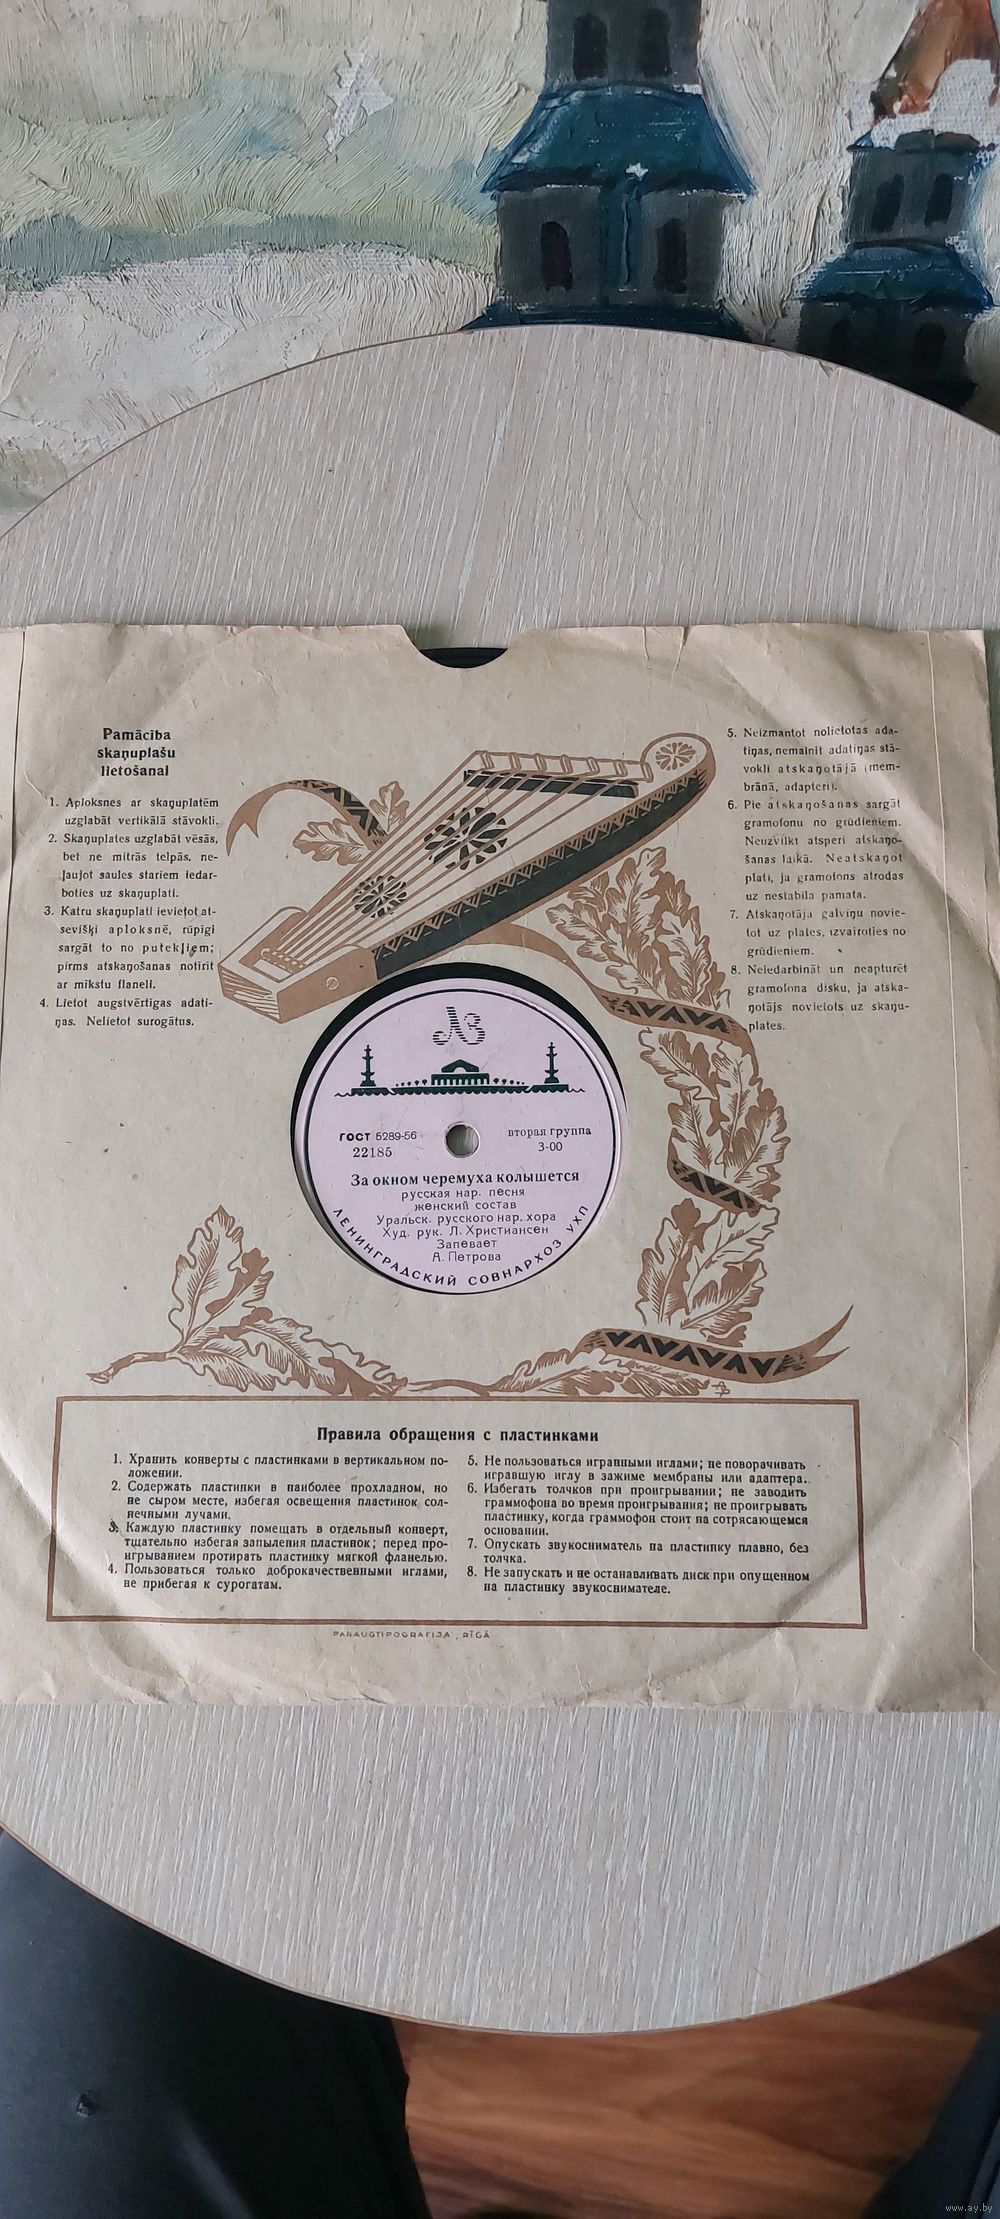 Pamācība
skaņuplašu
lietošanai
1. Aploksnes ar skaņuplatēm
uzglabāt vertikālā stāvoklī.
2. Skaņuplates uzglabāt vēsās,
bet ne mitrās telpās, ne-
ļaujot saules stariem iedar-
boties uz skaņuplati.
3. Katru skaņuplati ievietot at-
sevišķi aploksnē, rūpīgi
sargāt to no putekļiem;
pirms atskaņošanas notīrīt
ar mīkstu flaneli.
4. Lietot augstvērtīgas adati-
ņas. Nelietot surogātus.
5. Neizmantot nolietotas ada-
tiņas, nemainīt adatiņas stā-
vokli atskaņotājā (mem-
brānā, adapterī).
6. Pie atskaņošanas sargāt
gramofonu no grūdieniem.
Neuzvilkt atsperi atskaņo-
šanas laikā. Neatskaņot
plati, ja gramofons atrodas
uz nestabila pamata.
7. Atskaņotāja galviņu novie-
tot uz plates, izvairoties no
grūdieniem.
8. Neiedarbināt un neapturēt
gramofona disku, ja atska-
ņotājs novietots uz skaņu-
plates.
ЛЗ
ГОСТ 5289-56
22185
вторая группа
3-00
За окном черемуха колышется
русская нар. песня
женский состав
Уральск. русского нар. хора
Худ. рук. Л. Христиансен
Запевает
А. Петрова
ЛЕНИНГРАДСКИЙ СОВНАРХОЗ УХП
Правила обращения с пластинками
1. Хранить конверты с пластинками в вертикальном по-
ложении.
2. Содержать пластинки в наиболее прохладном, но
не сыром месте, избегая освещения пластинок сол-
нечными лучами.
3. Каждую пластинку помещать в отдельный конверт,
тщательно избегая запыления пластинок; перед про-
игрыванием протирать пластинку мягкой фланелью.
4. Пользоваться только доброкачественными иглами,
не прибегая к сурогатам.
5. Не пользоваться игранными иглами; не поворачивать
игравшую иглу в зажиме мембраны или адаптера.
6. Избегать толчков при проигрывании; не заводить
граммофона во время проигрывания; не проигрывать
пластинку, когда граммофон стоит на сотрясающемся
основании.
7. Опускать звукосниматель на пластинку плавно, без
толчка.
8. Не запускать и не останавливать диск при опущенном
на пластинку звукоснимателе.
PARAUGTIPOGRAFIJA, RĪGĀ
www.ay.by